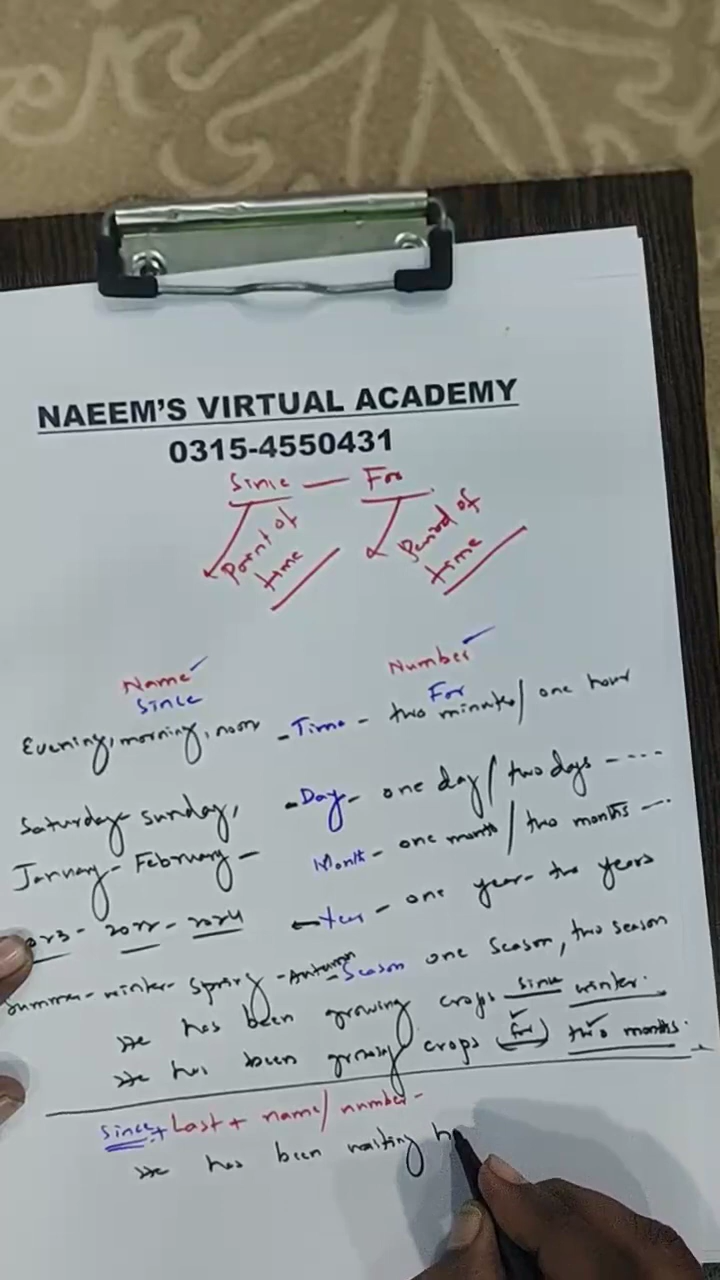 NAEEM'S VIRTUAL ACADEMY
0315-4550431
Since — For
Point of time
Period of time
Name Number
Since For
Evening, morning, noon - Time - two minutes/ one hour
Saturday - sunday, - Day - one day/ two days ----
January - February - Month - one month/ two months ---
2023 - 2022 - 2024 - Year - one year - two years
Summer - winter - Spring - Autumn - Season one season, two season
He has been growing crops since winter.
He has been growing crops (for) two months.
since + Last + name/ number -
He has been waiting h